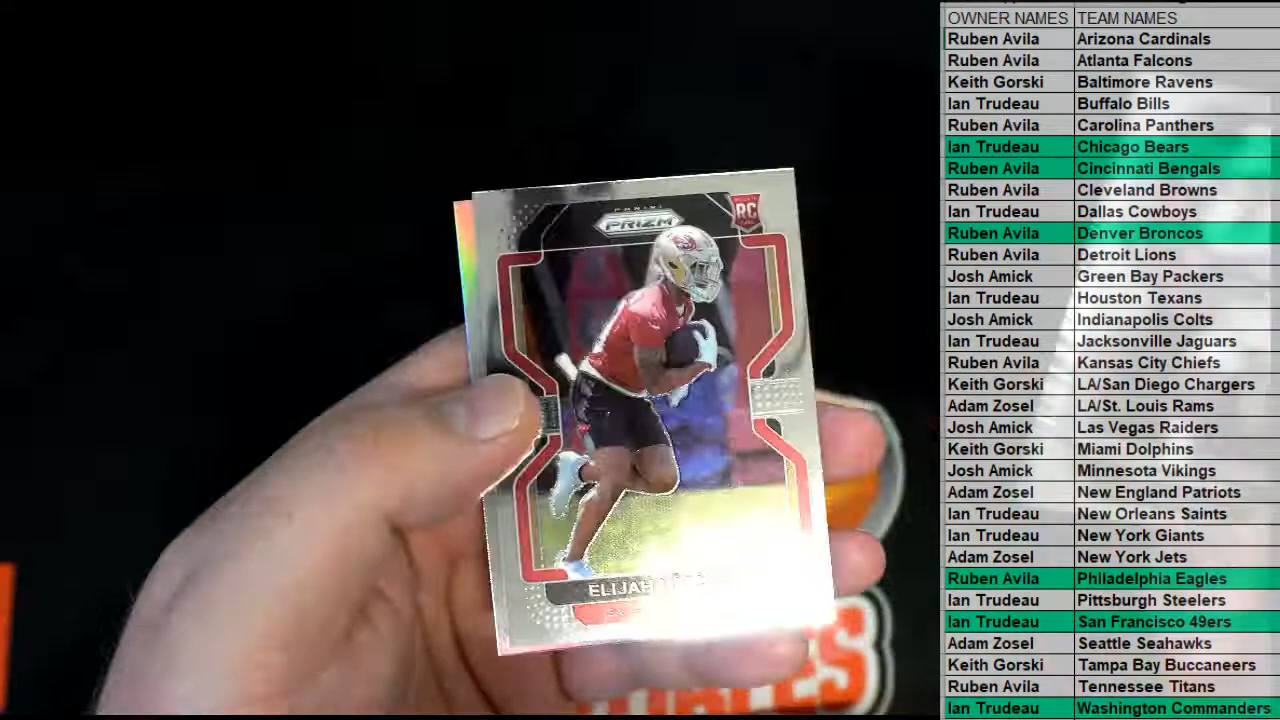 OWNER NAMES TEAM NAMES
Ruben Avila Arizona Cardinals
Ruben Avila Atlanta Falcons
Keith Gorski Baltimore Ravens
Ian Trudeau Buffalo Bills
Ruben Avila Carolina Panthers
Ian Trudeau Chicago Bears
Ruben Avila Cincinnati Bengals
Ruben Avila Cleveland Browns
Ian Trudeau Dallas Cowboys
Ruben Avila Denver Broncos
Ruben Avila Detroit Lions
Josh Amick Green Bay Packers
Ian Trudeau Houston Texans
Josh Amick Indianapolis Colts
Ian Trudeau Jacksonville Jaguars
Ruben Avila Kansas City Chiefs
Keith Gorski LA/San Diego Chargers
Adam Zosel LA/St. Louis Rams
Josh Amick Las Vegas Raiders
Keith Gorski Miami Dolphins
Josh Amick Minnesota Vikings
Adam Zosel New England Patriots
Ian Trudeau New Orleans Saints
Ian Trudeau New York Giants
Adam Zosel New York Jets
Ruben Avila Philadelphia Eagles
Ian Trudeau Pittsburgh Steelers
Ian Trudeau San Francisco 49ers
Adam Zosel Seattle Seahawks
Keith Gorski Tampa Bay Buccaneers
Ruben Avila Tennessee Titans
Ian Trudeau Washington Commanders
PANINI
PRIZM
RC
ELIJAH